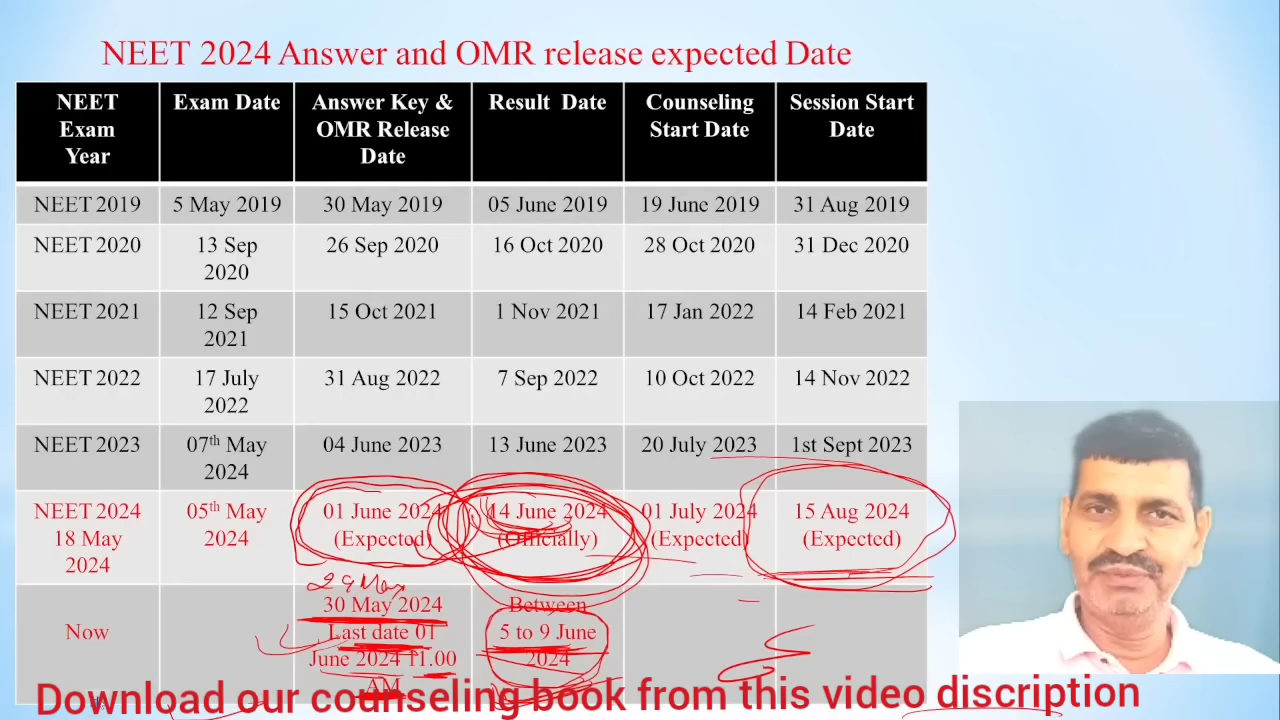 NEET 2024 Answer and OMR release expected Date
NEET Exam Year | Exam Date | Answer Key & OMR Release Date | Result Date | Counseling Start Date | Session Start Date
NEET 2019 | 5 May 2019 | 30 May 2019 | 05 June 2019 | 19 June 2019 | 31 Aug 2019
NEET 2020 | 13 Sep 2020 | 26 Sep 2020 | 16 Oct 2020 | 28 Oct 2020 | 31 Dec 2020
NEET 2021 | 12 Sep 2021 | 15 Oct 2021 | 1 Nov 2021 | 17 Jan 2022 | 14 Feb 2021
NEET 2022 | 17 July 2022 | 31 Aug 2022 | 7 Sep 2022 | 10 Oct 2022 | 14 Nov 2022
NEET 2023 | 07th May 2024 | 04 June 2023 | 13 June 2023 | 20 July 2023 | 1st Sept 2023
NEET 2024 18 May 2024 | 05th May 2024 | 01 June 2024 (Expected) | 14 June 2024 (Officially) | 01 July 2024 (Expected) | 15 Aug 2024 (Expected)
29 May
Now | 30 May 2024 Last date 01 June 2024 11.00 AM | Between 5 to 9 June 2024
Download our counseling book from this video discription